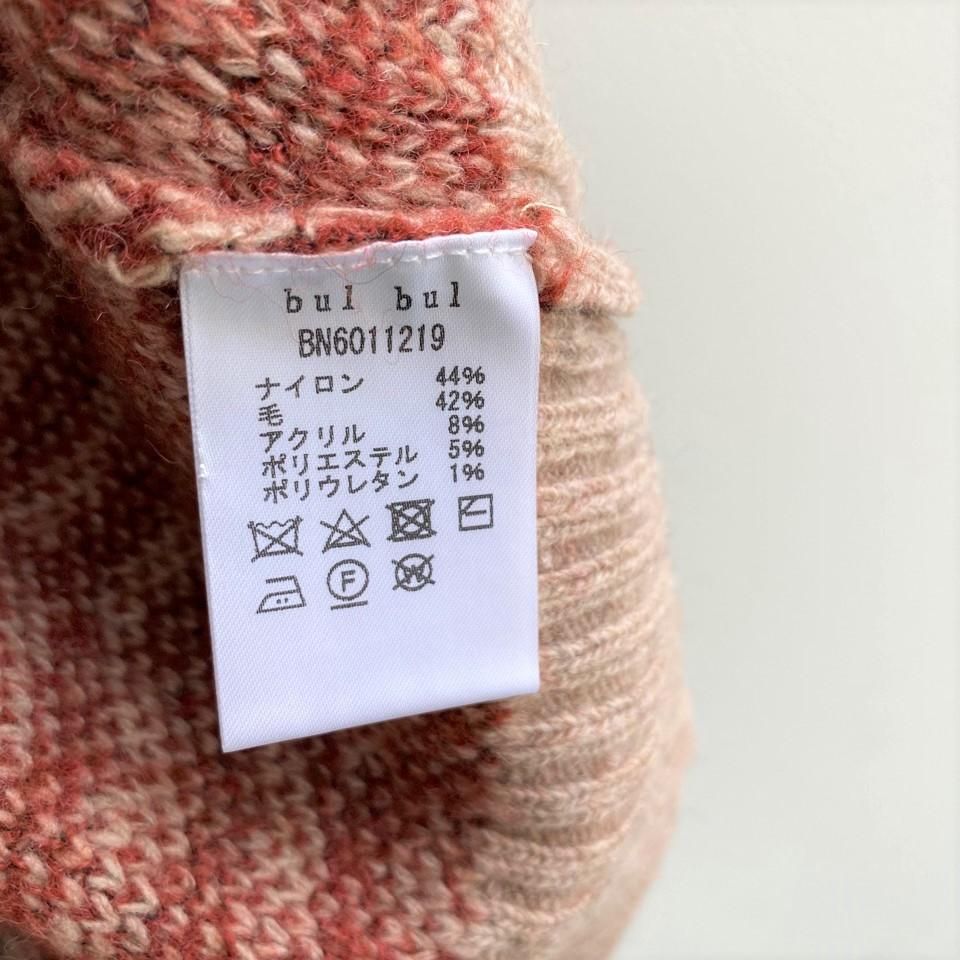 bul bul
BN6011219
ナイロン 44%
毛 42%
アクリル 8%
ポリエステル 5%
ポリウレタン 1%
F W